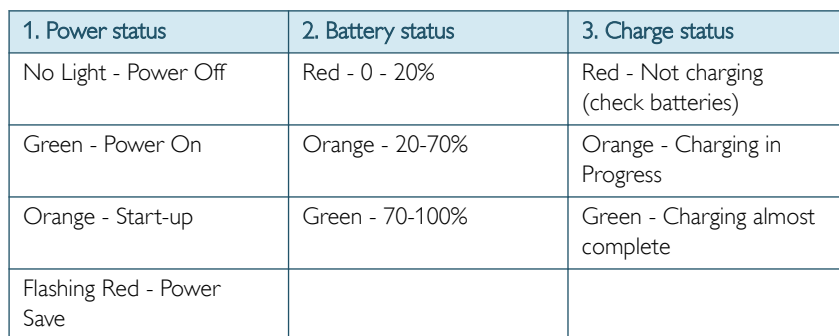 1. Power status 2. Battery status 3. Charge status
No Light - Power Off Red - 0 - 20% Red - Not charging
(check batteries)
Green - Power On Orange - 20-70% Orange - Charging in
Progress
Orange - Start-up Green - 70-100% Green - Charging almost
complete
Flashing Red - Power
Save